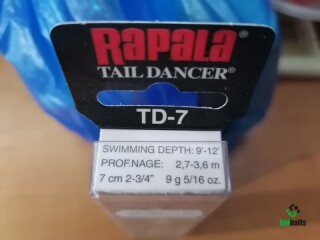 Rapala®
TAIL DANCER®
TD-7
SWIMMING DEPTH: 9'-12'
PROF.NAGE: 2,7-3,6 m
7 cm 2-3/4" 9 g 5/16 oz.